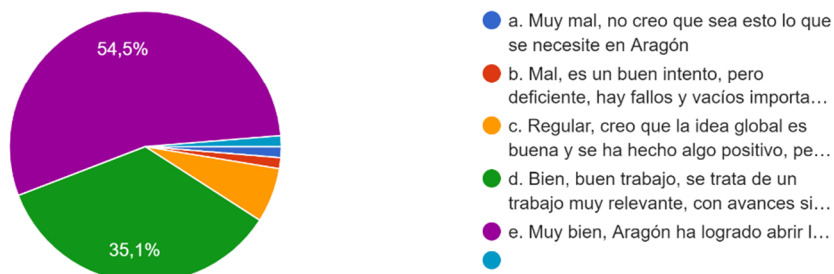 54,5%
35,1%
a. Muy mal, no creo que sea esto lo que
se necesite en Aragón
b. Mal, es un buen intento, pero
deficiente, hay fallos y vacíos importa…
c. Regular, creo que la idea global es
buena y se ha hecho algo positivo, pe…
d. Bien, buen trabajo, se trata de un
trabajo muy relevante, con avances si…
e. Muy bien, Aragón ha logrado abrir l…